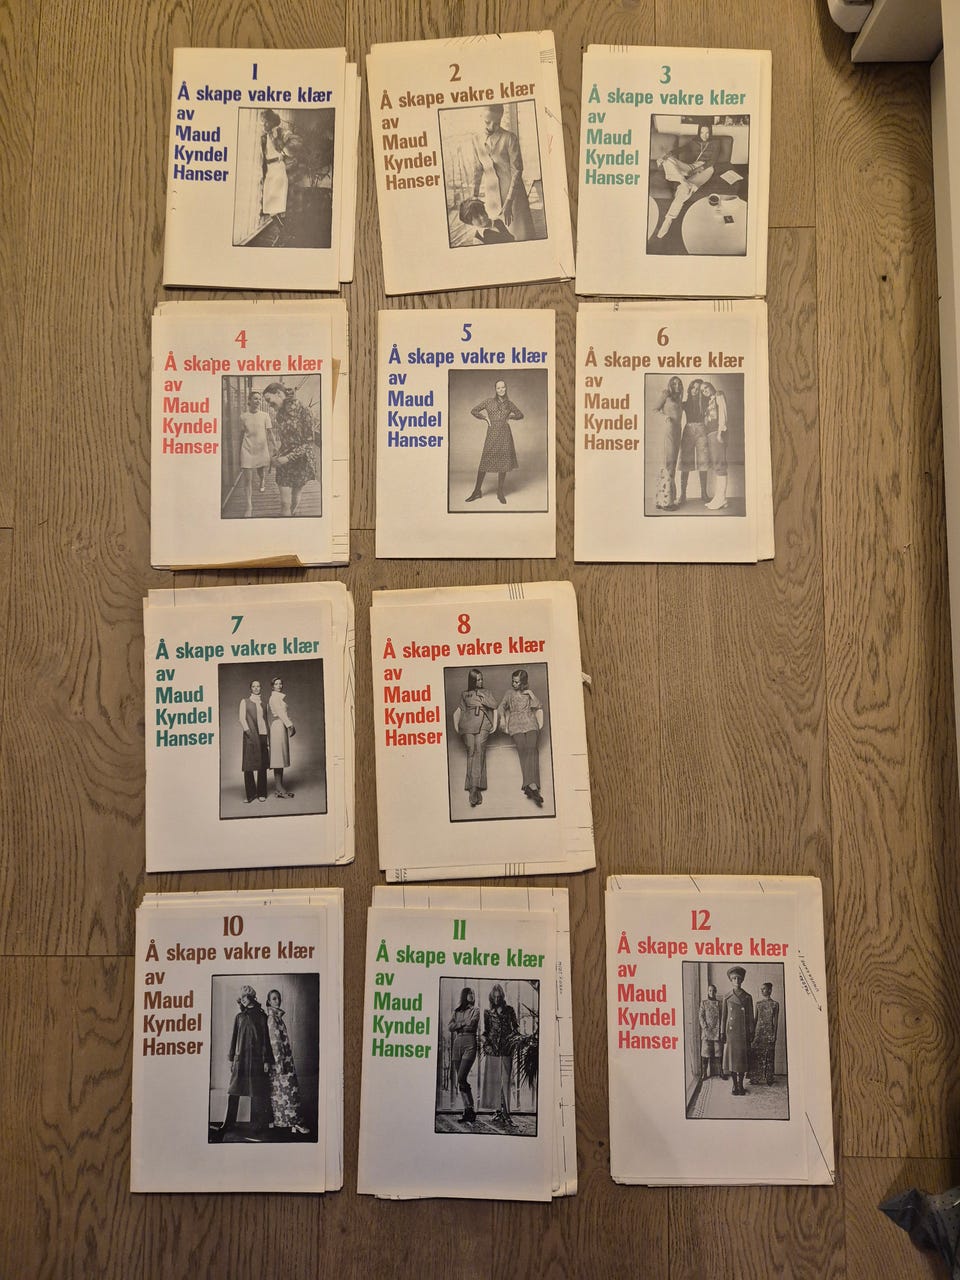 1
Å skape vakre klær
av
Maud
Kyndel
Hanser
2
Å skape vakre klær
av
Maud
Kyndel
Hanser
3
Å skape vakre klær
av
Maud
Kyndel
Hanser
4
Å skape vakre klær
av
Maud
Kyndel
Hanser
5
Å skape vakre klær
av
Maud
Kyndel
Hanser
6
Å skape vakre klær
av
Maud
Kyndel
Hanser
7
Å skape vakre klær
av
Maud
Kyndel
Hanser
8
Å skape vakre klær
av
Maud
Kyndel
Hanser
10
Å skape vakre klær
av
Maud
Kyndel
Hanser
11
Å skape vakre klær
av
Maud
Kyndel
Hanser
12
Å skape vakre klær
av
Maud
Kyndel
Hanser